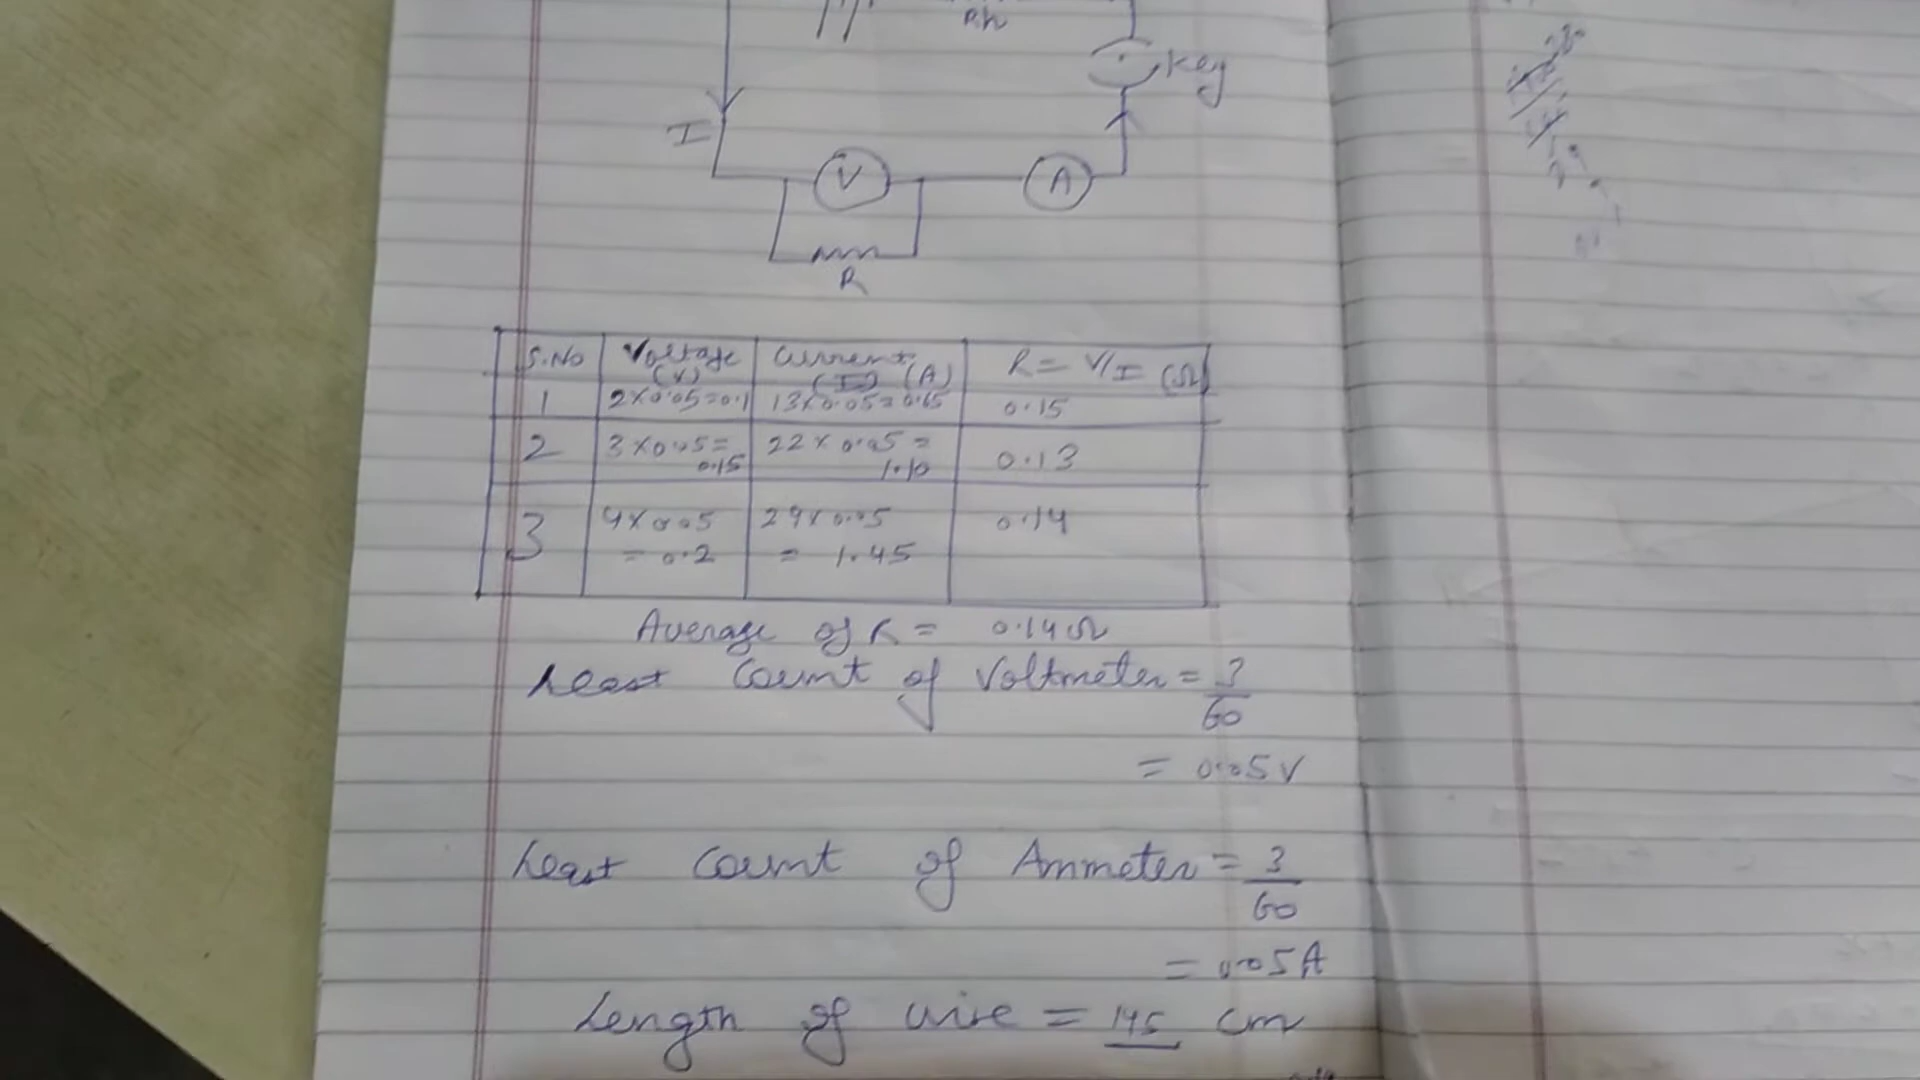 Rh
Key
I
V
A
R
S.No Voltage (V) Current (I) (A) R = V/I (Ω)
1 2×0.05=0.1 13×0.05=0.65 0.15
2 3×0.05= 0.15 22×0.05= 1.10 0.13
3 4×0.05 = 0.2 29×0.05 = 1.45 0.14
Average of R = 0.14Ω
Least Count of Voltmeter = 3/60
= 0.05V
Least Count of Ammeter = 3/60
= 0.05A
Length of wire = 145 cm